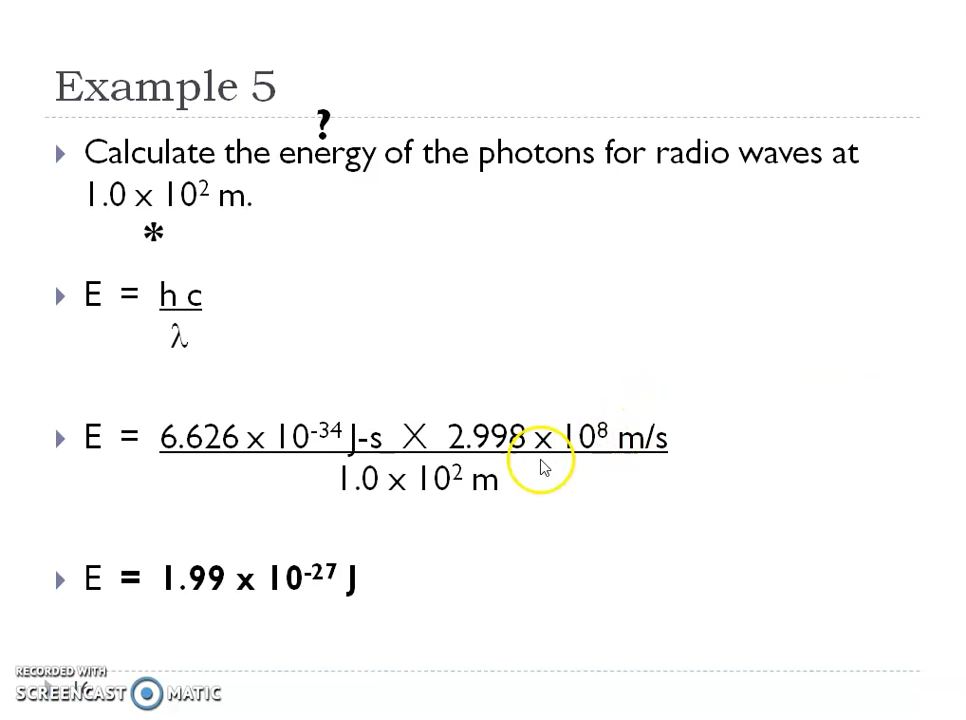 Example 5
?
Calculate the energy of the photons for radio waves at
1.0 x 10² m.
*
E = h c
λ
E = 6.626 x 10⁻³⁴ J-s X 2.998 x 10⁸ m/s
1.0 x 10² m
E = 1.99 x 10⁻²⁷ J
RECORDED WITH
SCREENCAST MATIC